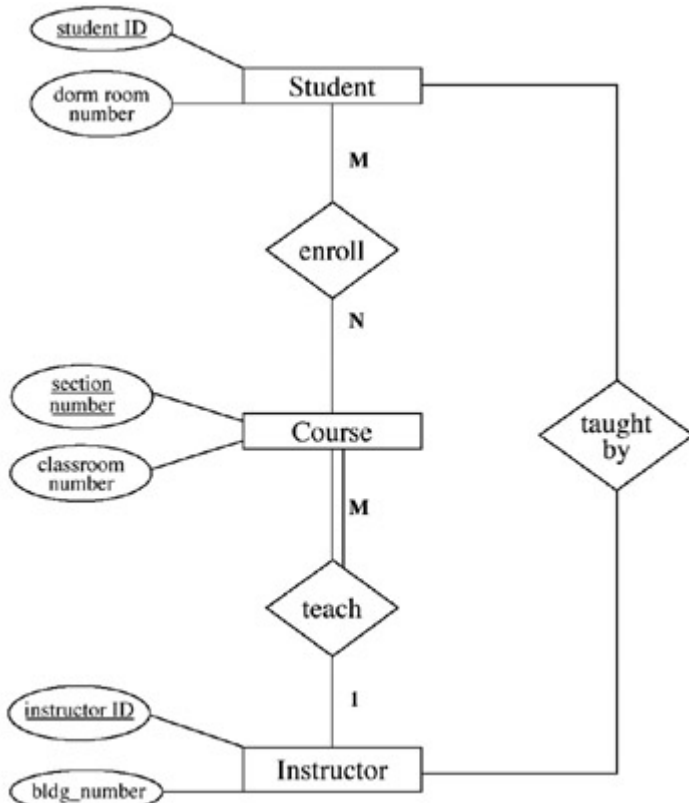 student ID
Student
dorm room
number
M
enroll
N
section
number
Course
classroom
number
taught
by
M
teach
1
instructor ID
Instructor
bldg_number